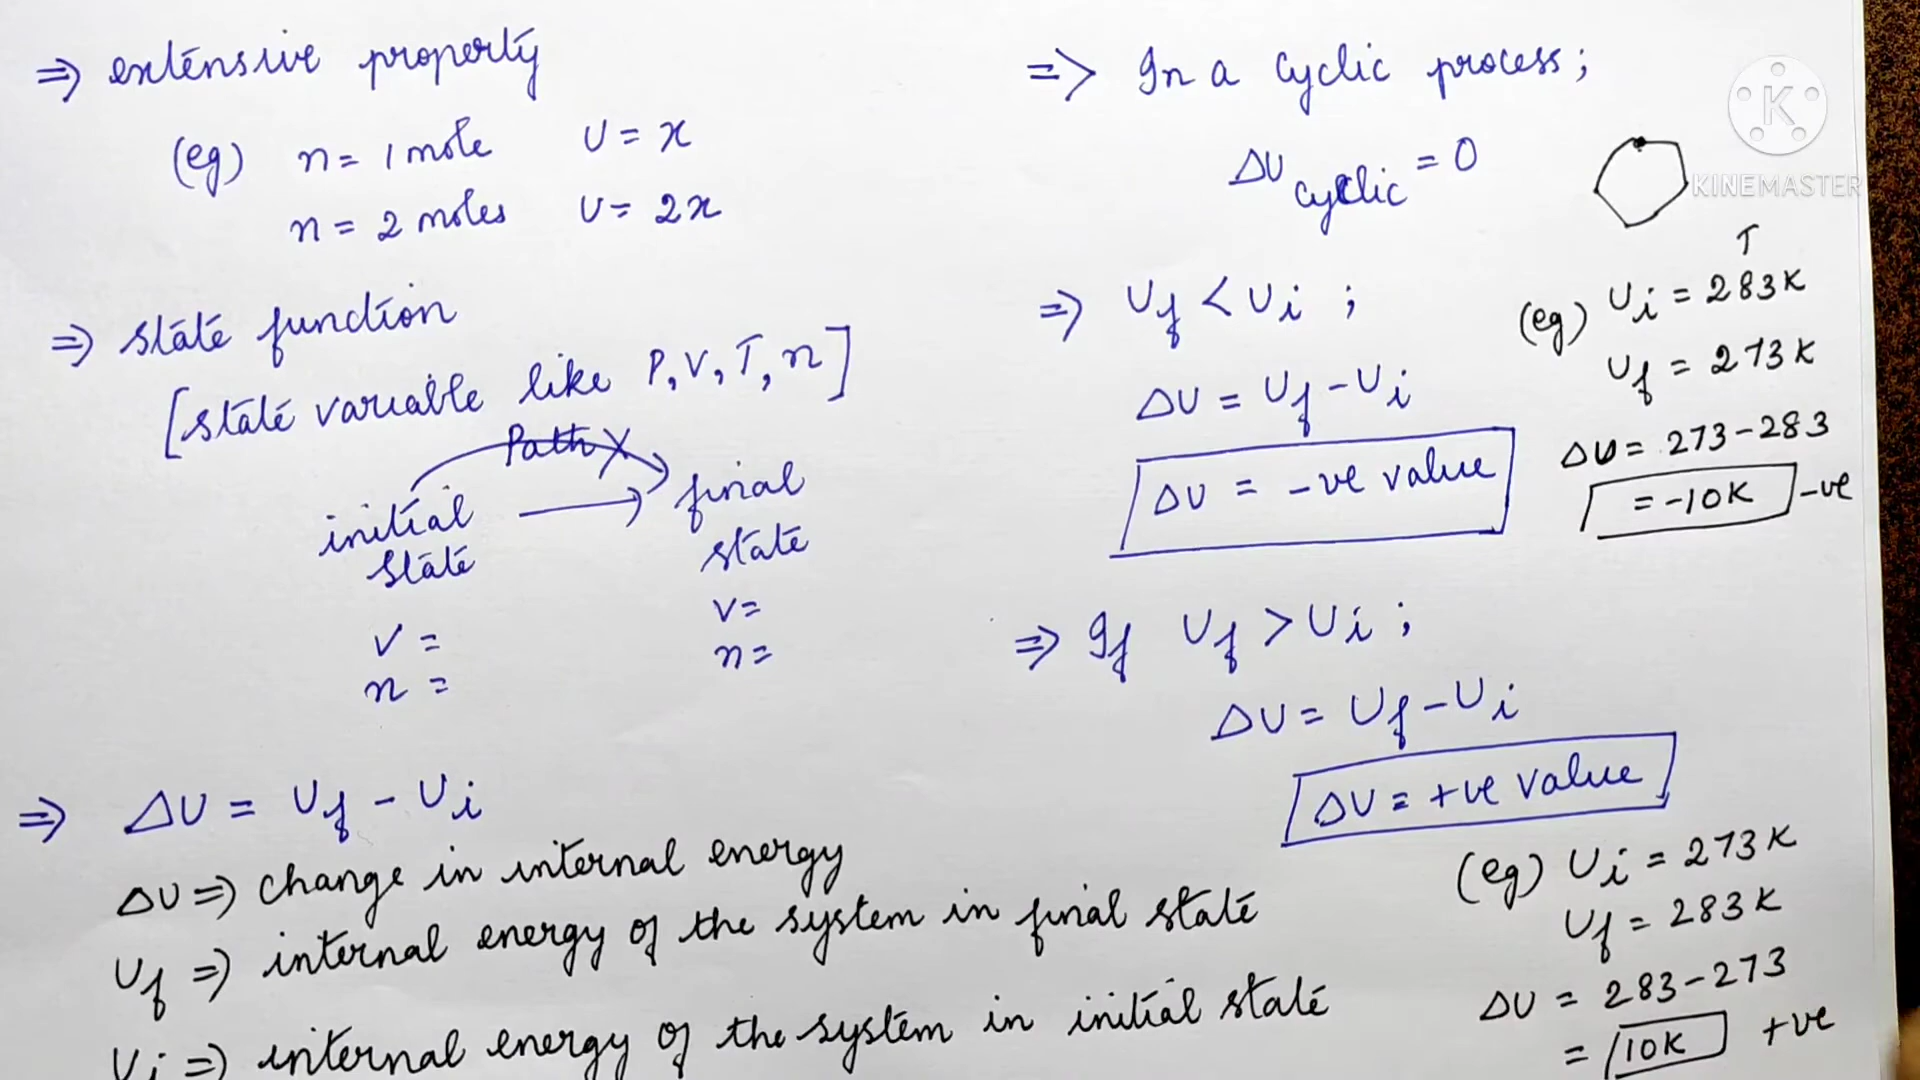 ⇒ extensive property
(eg) n = 1 mole U = x
n = 2 moles U = 2x
⇒ state function
[state variable like P, V, T, n]
Path X
initial state → final state
V = V =
n = n =
⇒ ΔU = Uf - Ui
ΔU ⇒ change in internal energy
Uf ⇒ internal energy of the system in final state
Ui ⇒ internal energy of the system in initial state
⇒ In a cyclic process;
ΔU cyclic = 0
⇒ Uf < Ui ;
ΔU = Uf - Ui
ΔU = -ve value
T
(eg) Ui = 283K
Uf = 273K
ΔU = 273-283
= -10K -ve
⇒ If Uf > Ui ;
ΔU = Uf - Ui
ΔU = +ve value
(eg) Ui = 273K
Uf = 283K
ΔU = 283-273
= 10K +ve
K
KINEMASTER